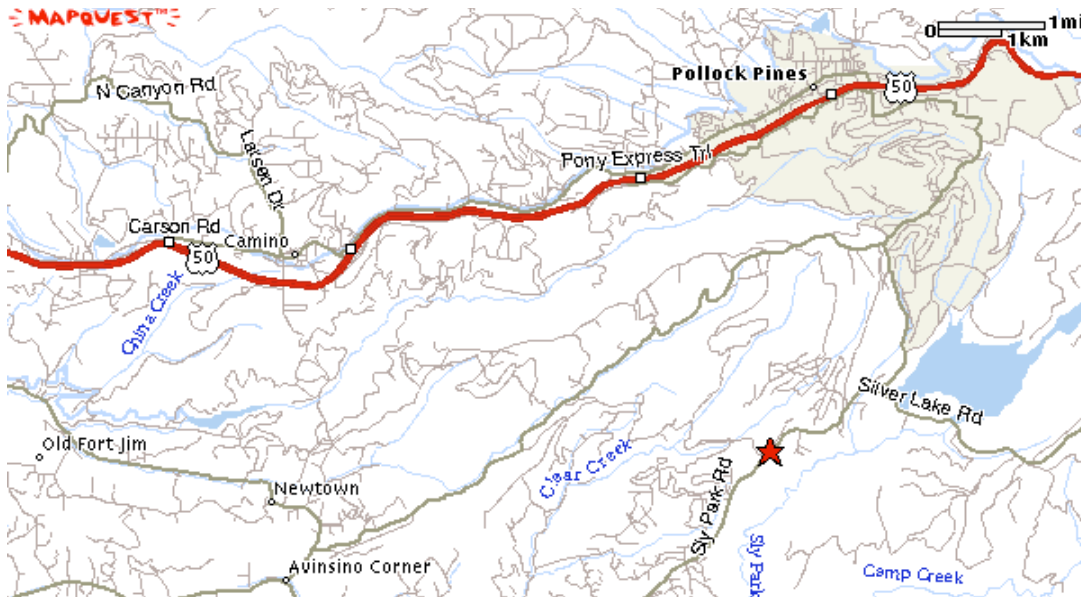 MAPQUEST™
0 1mi
1km
Pollock Pines
50
N Canyon Rd
Larsen Dr
Pony Express Trl
Carson Rd
Camino
50
China Creek
Silver Lake Rd
Old Fort Jim
Clear Creek
Newtown
Sly Park Rd
Sly Park
Avinsino Corner
Camp Creek